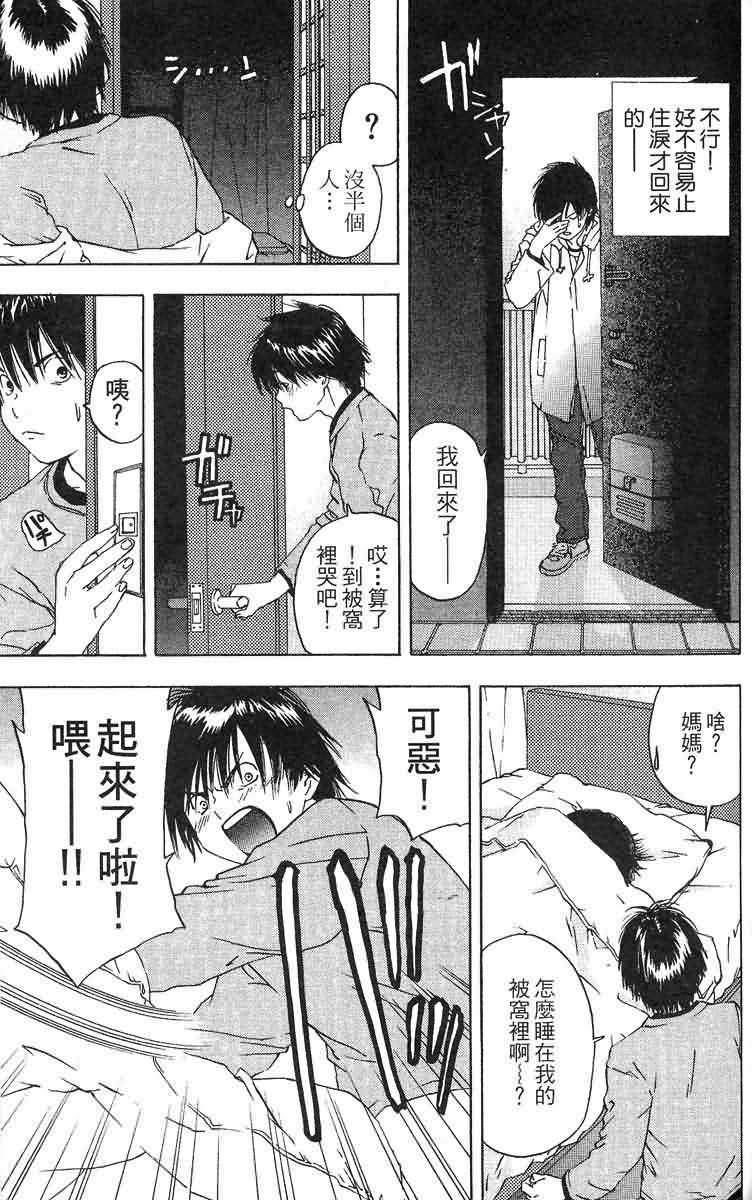 不行！
好不容易止
住淚才回來
的——
ガシャーン
我回來了——
シ…ン…
？
沒半個
人…
ガチャ
哎…算了
！到被窩
裡哭吧！
咦？
パチ
啥？
媽媽？
怎麼睡在我的
被窩裡啊～？
可惡！
起來了啦！
喂——！！